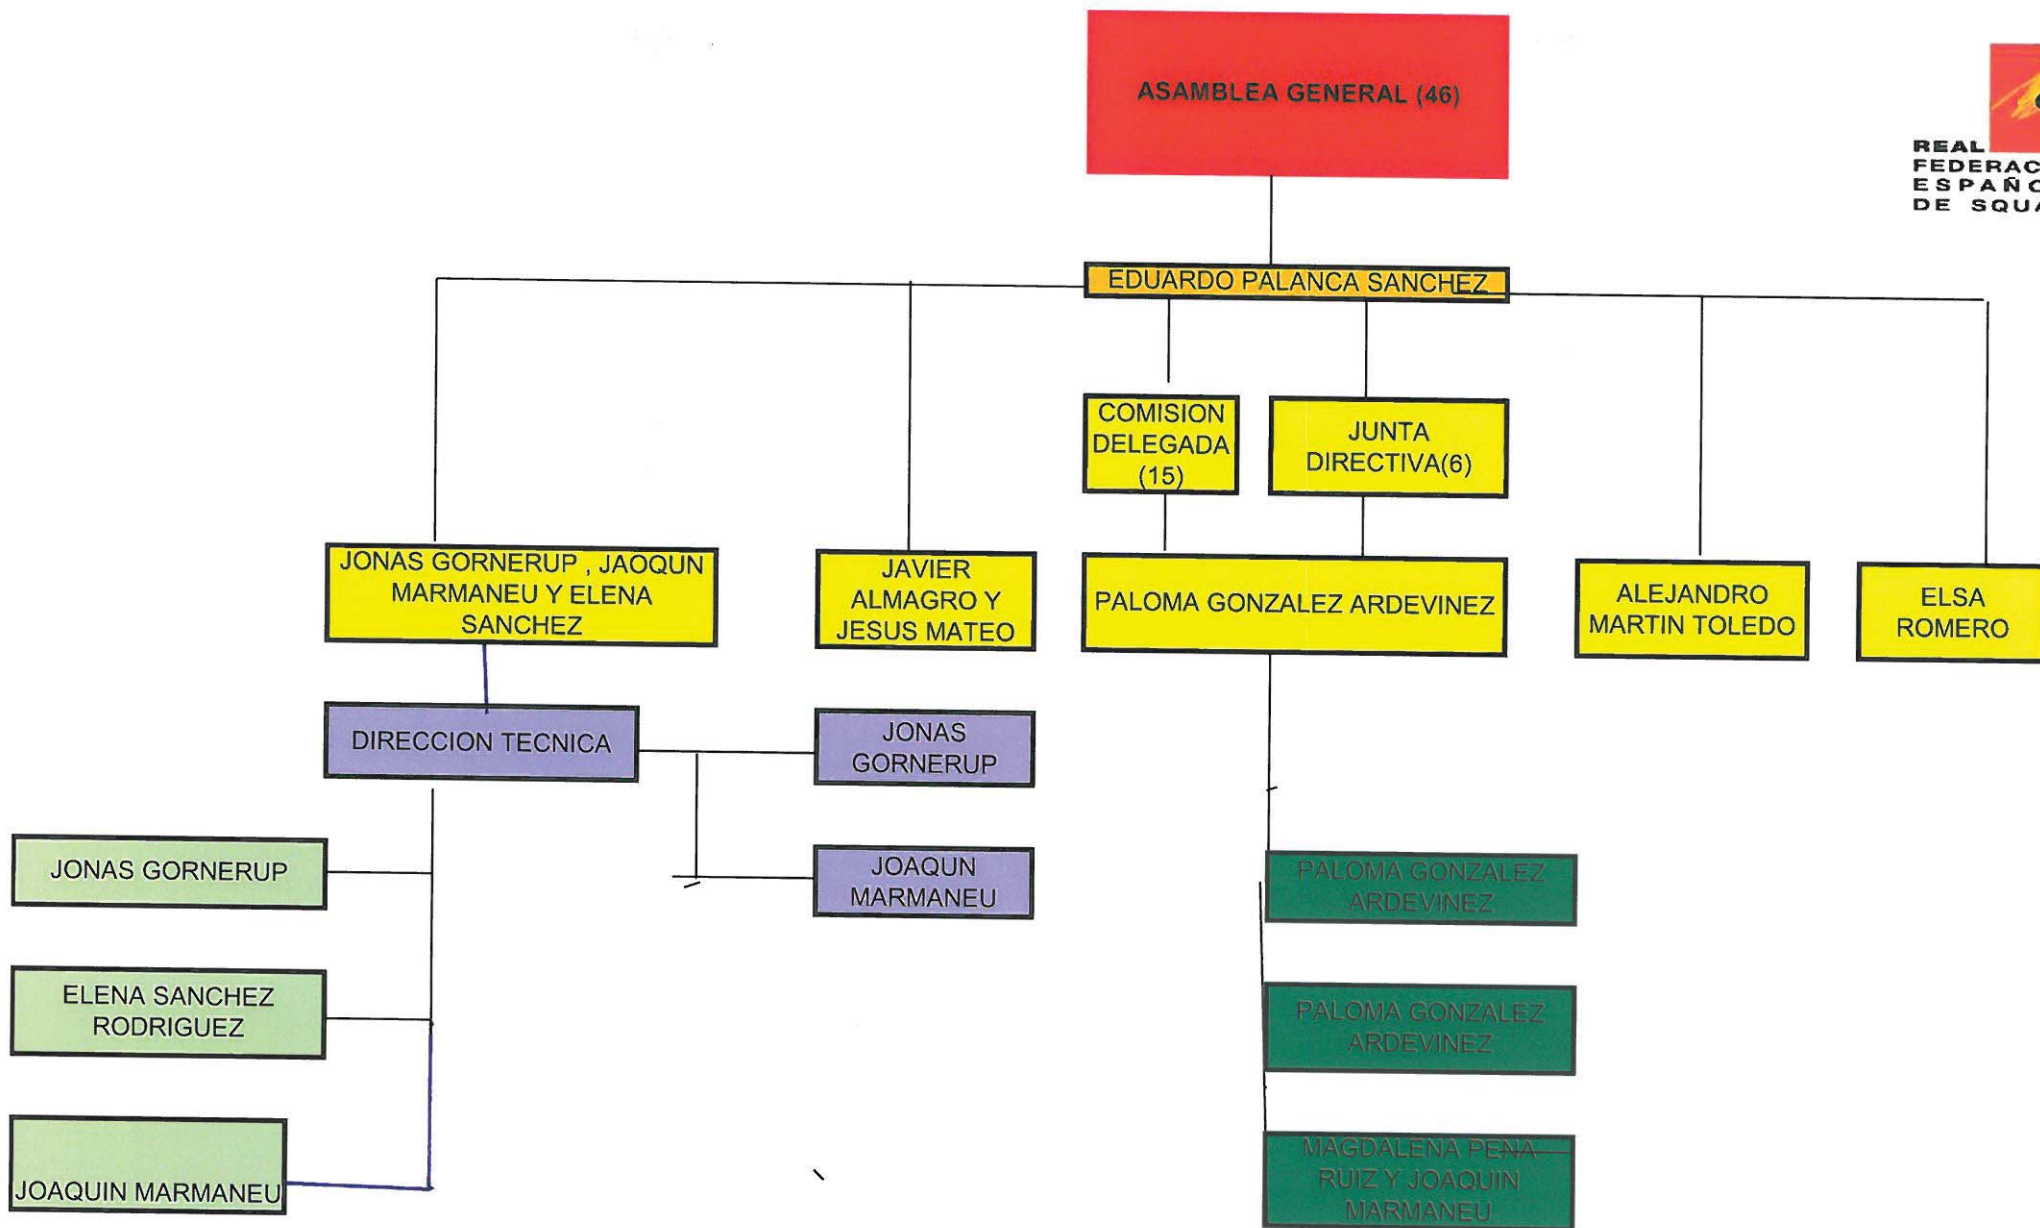 ASAMBLEA GENERAL (46)
REAL
FEDERAC
ESPAÑO
DE SQUA
EDUARDO PALANCA SANCHEZ
COMISION
DELEGADA
(15)
JUNTA
DIRECTIVA(6)
JONAS GORNERUP , JAOQUN
MARMANEU Y ELENA
SANCHEZ
JAVIER
ALMAGRO Y
JESUS MATEO
PALOMA GONZALEZ ARDEVINEZ
ALEJANDRO
MARTIN TOLEDO
ELSA
ROMERO
DIRECCION TECNICA
JONAS
GORNERUP
JONAS GORNERUP
JOAQUN
MARMANEU
PALOMA GONZALEZ
ARDEVINEZ
ELENA SANCHEZ
RODRIGUEZ
PALOMA GONZALEZ
ARDEVINEZ
JOAQUIN MARMANEU
MAGDALENA PENA
RUIZ Y JOAQUIN
MARMANEU